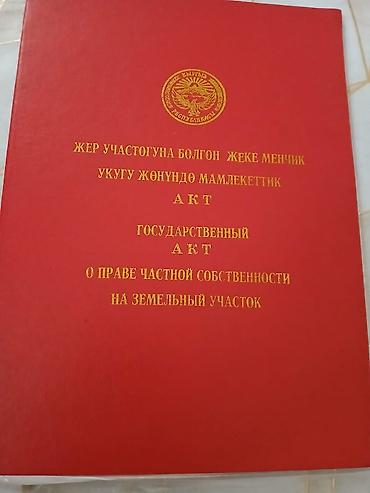 ЖЕР УЧАСТОГУНА БОЛГОН ЖЕКЕ МЕНЧИК
УКУГУ ЖӨНҮНДӨ МАМЛЕКЕТТИК
АКТ
ГОСУДАРСТВЕННЫЙ
АКТ
О ПРАВЕ ЧАСТНОЙ СОБСТВЕННОСТИ
НА ЗЕМЕЛЬНЫЙ УЧАСТОК